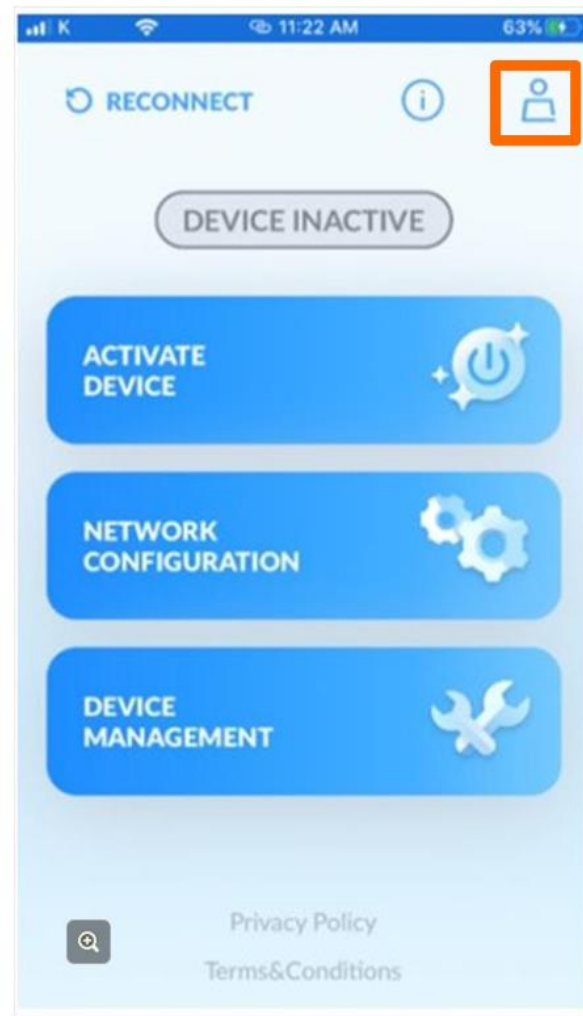 K 11:22 AM 63%
RECONNECT
DEVICE INACTIVE
ACTIVATE
DEVICE
NETWORK
CONFIGURATION
DEVICE
MANAGEMENT
Privacy Policy
Terms&Conditions